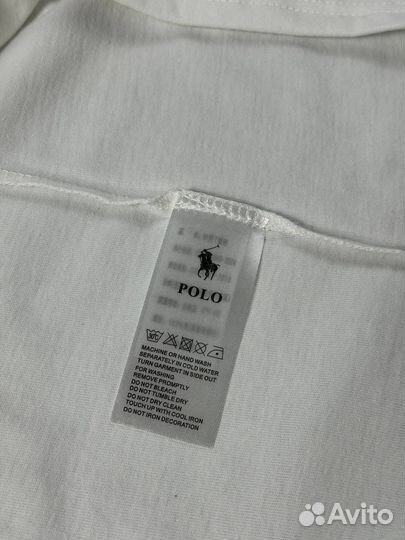 POLO
30°C
MACHINE OR HAND WASH
SEPARATELY IN COLD WATER
TURN GARMENT IN SIDE OUT
FOR WASHING
REMOVE PROMPTLY
DO NOT BLEACH
DO NOT TUMBLE DRY
DO NOT DRY CLEAN
TOUCH UP WITH COOL IRON
DO NOT IRON DECORATION
Avito